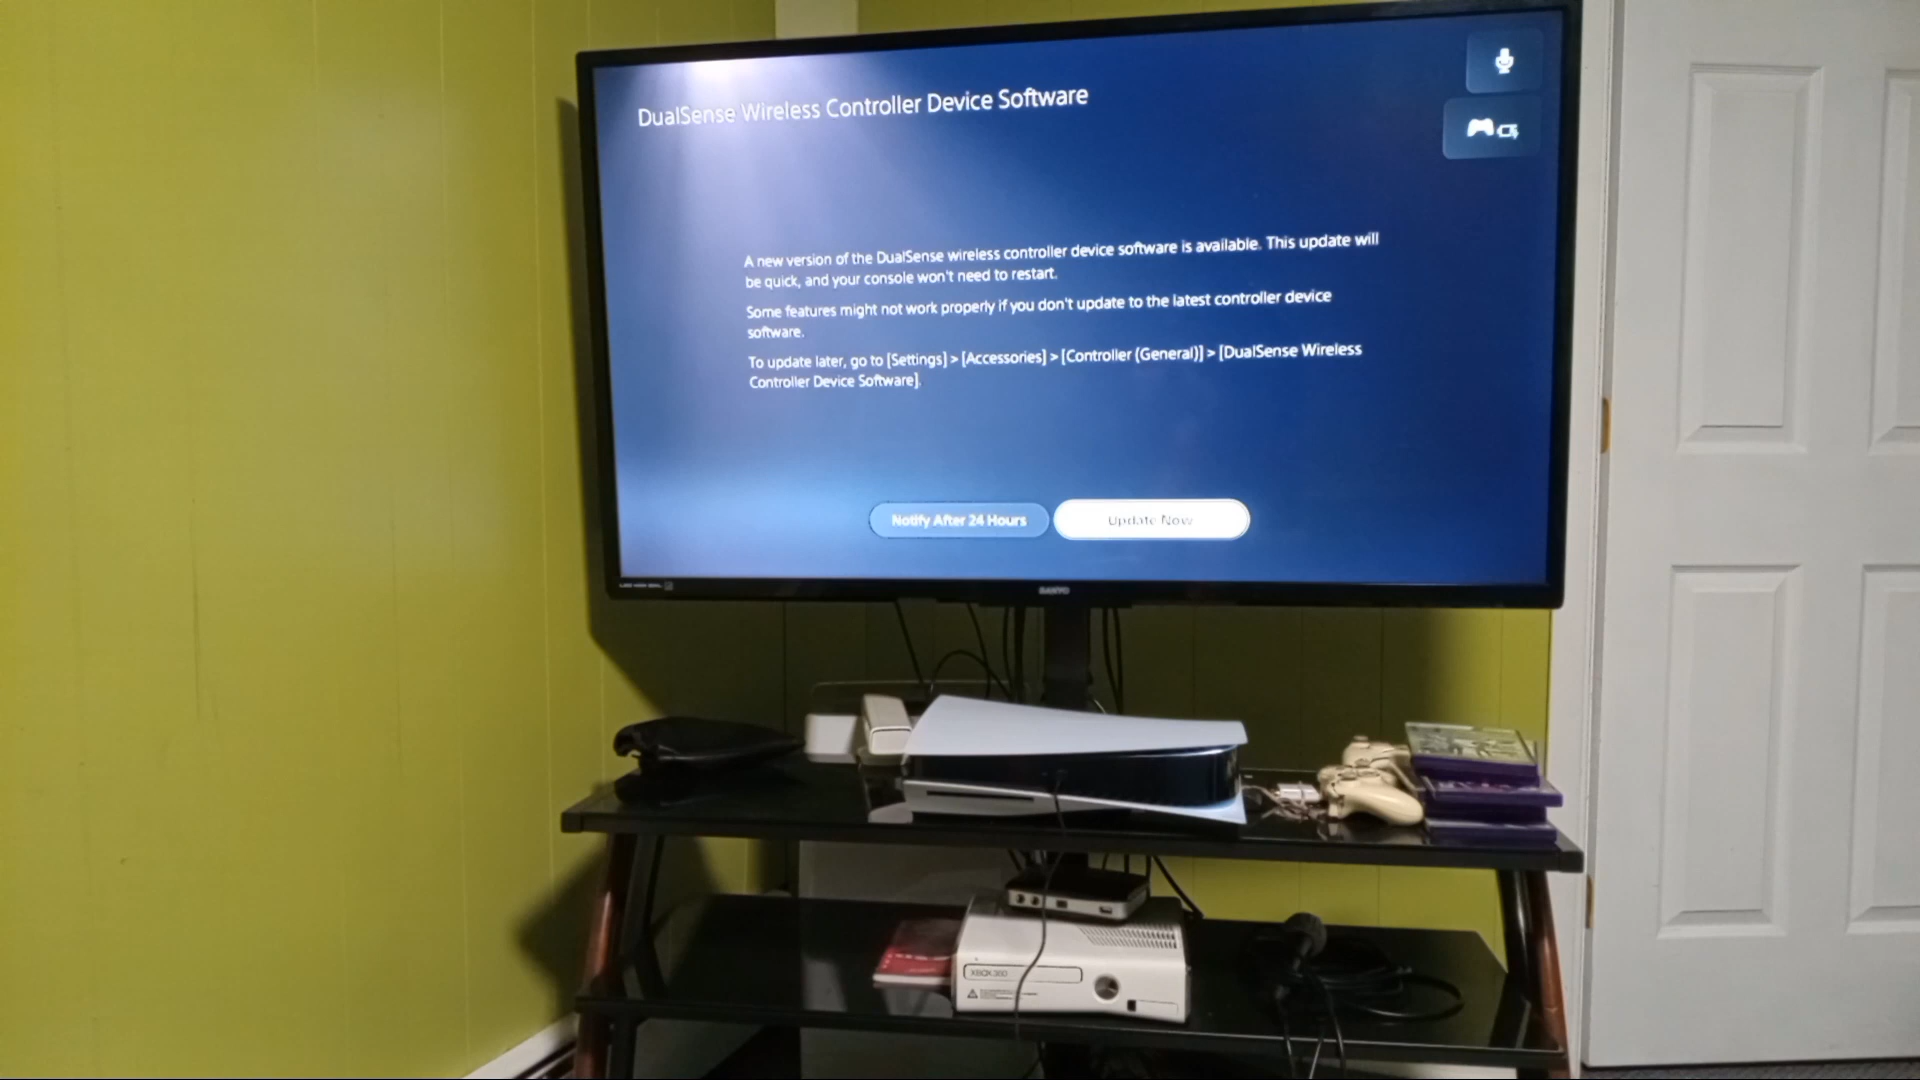 DualSense Wireless Controller Device Software
A new version of the DualSense wireless controller device software is available. This update will
be quick, and your console won't need to restart.
Some features might not work properly if you don't update to the latest controller device
software.
To update later, go to [Settings] > [Accessories] > [Controller (General)] > [DualSense Wireless
Controller Device Software].
Notify After 24 Hours
Update Now
SANYO
XBOX 360